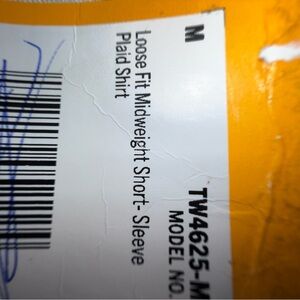 M
TW4625-M
MODEL NO.
Loose Fit Midweight Short- Sleeve
Plaid Shirt